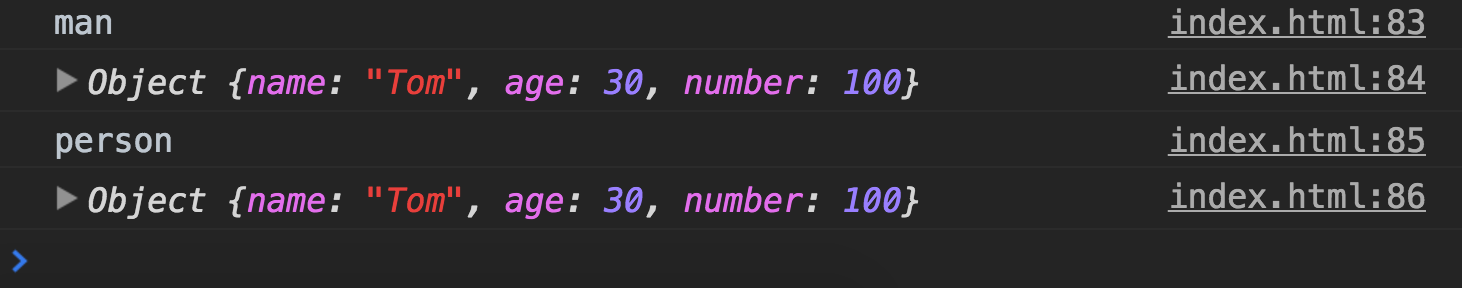 man index.html:83
Object {name: "Tom", age: 30, number: 100} index.html:84
person index.html:85
Object {name: "Tom", age: 30, number: 100} index.html:86